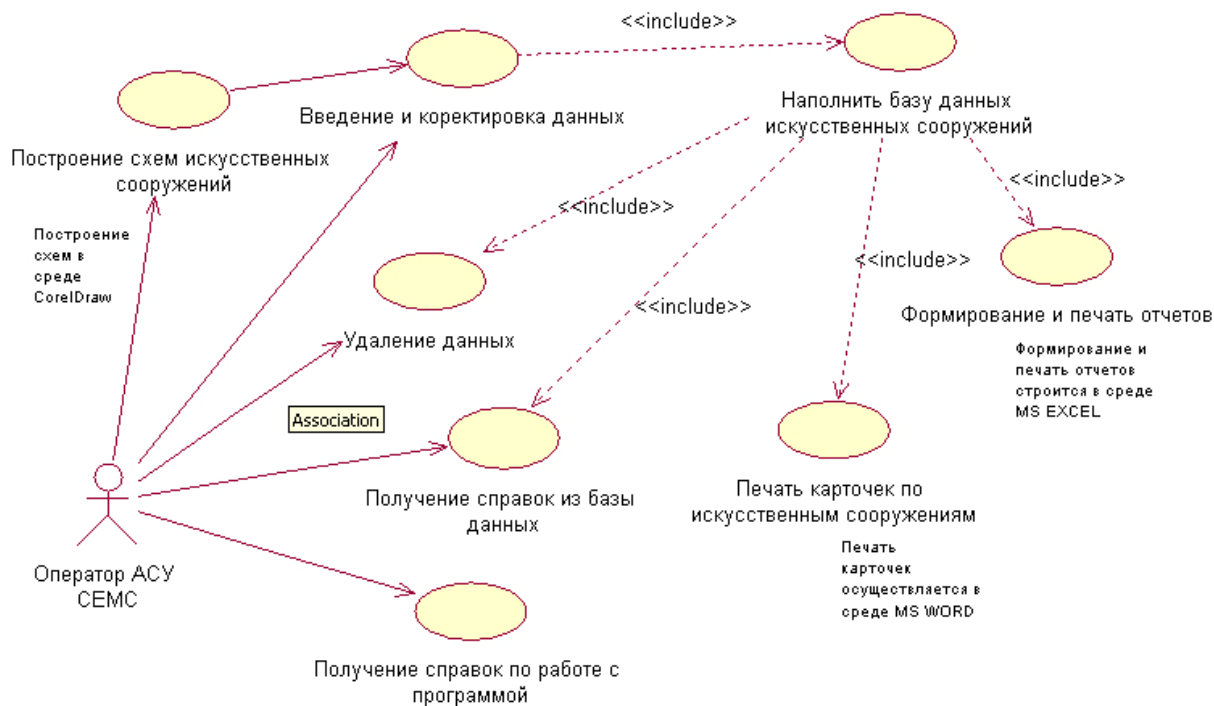 <<include>>
Введение и коректировка данных
Наполнить базу данных
искусственных сооружений
Построение схем искусственных
сооружений
Построение
схем в
среде
CorelDraw
<<include>>
<<include>>
<<include>>
<<include>>
Удаление данных
Формирование и печать отчетов
Формирование и
печать отчетов
строится в среде
MS EXCEL
Association
Получение справок из базы
данных
Печать карточек по
искусственным сооружениям
Печать
карточек
осуществляется в
среде MS WORD
Оператор АСУ
СЕМС
Получение справок по работе с
программой